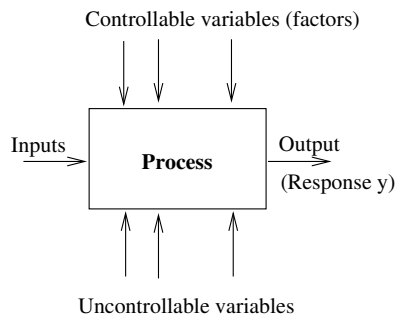 Controllable variables (factors)
Inputs
Process
Output
(Response y)
Uncontrollable variables